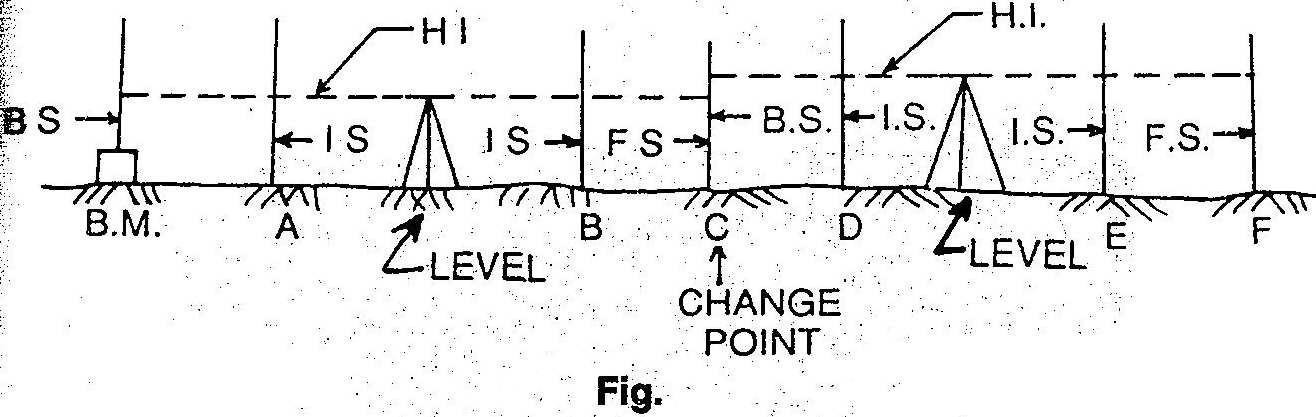 H I
H.I.
B S
I S
I S
F S
B.S.
I.S.
I.S.
F.S.
B.M.
A
B
C
D
E
F
LEVEL
LEVEL
CHANGE
POINT
Fig.